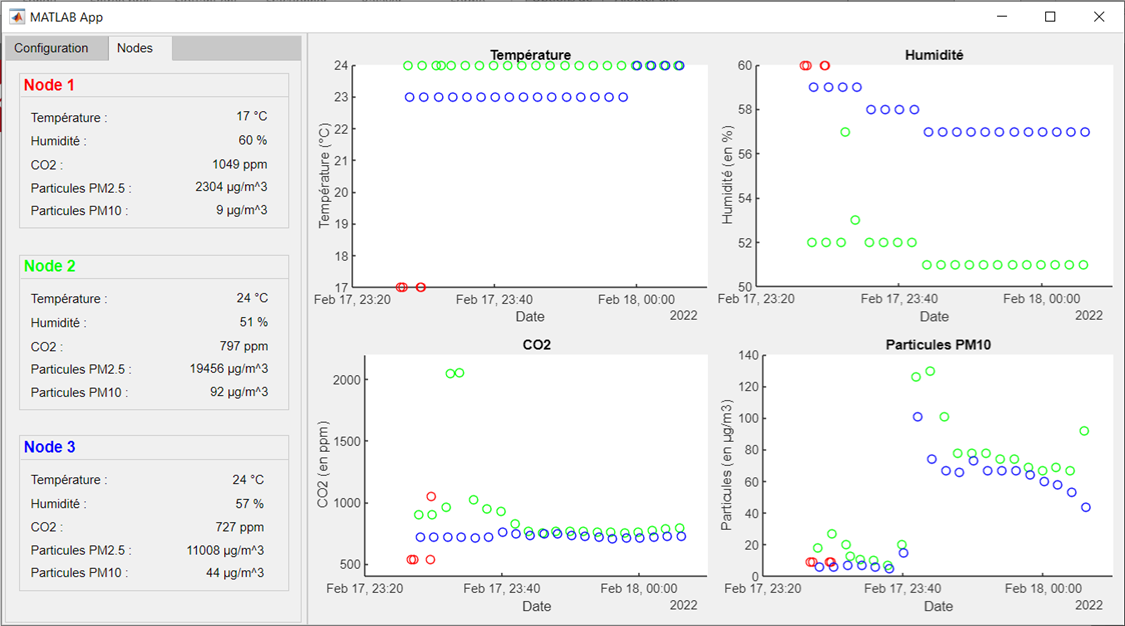 MATLAB App
Configuration
Nodes
Node 1
Température : 17 °C
Humidité : 60 %
CO2 : 1049 ppm
Particules PM2.5 : 2304 µg/m^3
Particules PM10 : 9 µg/m^3
Node 2
Température : 24 °C
Humidité : 51 %
CO2 : 797 ppm
Particules PM2.5 : 19456 µg/m^3
Particules PM10 : 92 µg/m^3
Node 3
Température : 24 °C
Humidité : 57 %
CO2 : 727 ppm
Particules PM2.5 : 11008 µg/m^3
Particules PM10 : 44 µg/m^3
Température
Température (°C)
24
23
22
21
20
19
18
17
Feb 17, 23:20 Feb 17, 23:40 Feb 18, 00:00
Date
2022
Humidité
Humidité (en %)
60
58
56
54
52
50
Feb 17, 23:20 Feb 17, 23:40 Feb 18, 00:00
Date
2022
CO2
CO2 (en ppm)
2000
1500
1000
500
Feb 17, 23:20 Feb 17, 23:40 Feb 18, 00:00
Date
2022
Particules PM10
Particules (en µg/m3)
140
120
100
80
60
40
20
0
Feb 17, 23:20 Feb 17, 23:40 Feb 18, 00:00
Date
2022